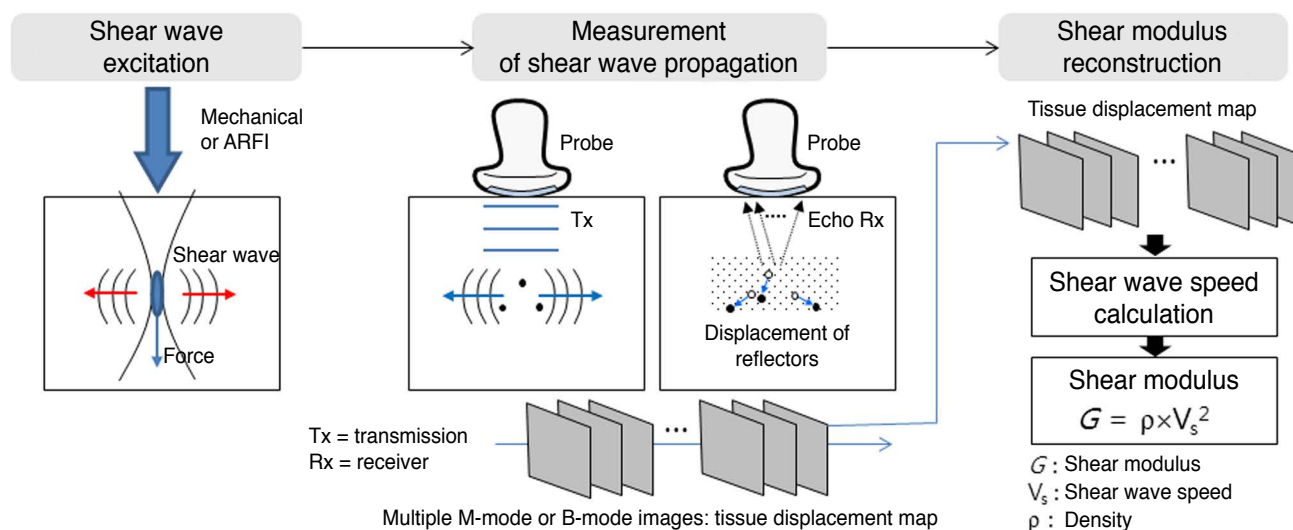 Shear wave
excitation
Measurement
of shear wave propagation
Shear modulus
reconstruction
Mechanical
or ARFI
Shear wave
Force
Probe
Tx
Probe
Echo Rx
Displacement of
reflectors
Tx = transmission
Rx = receiver
Multiple M-mode or B-mode images: tissue displacement map
Tissue displacement map
Shear wave speed
calculation
Shear modulus
G = ρ×Vₛ²
G : Shear modulus
Vₛ : Shear wave speed
ρ : Density